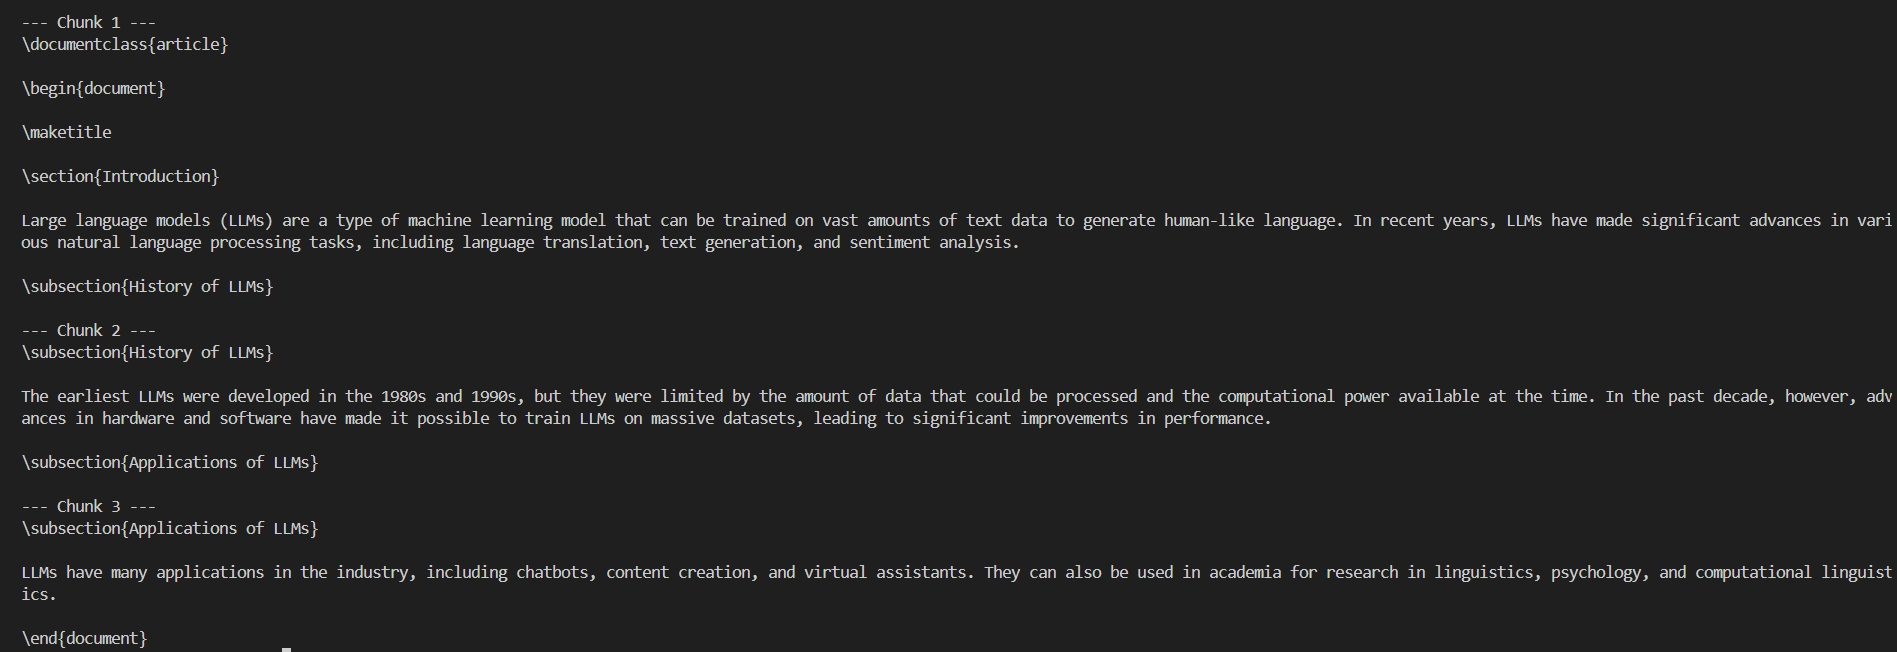 --- Chunk 1 ---
\documentclass{article}
\begin{document}
\maketitle
\section{Introduction}
Large language models (LLMs) are a type of machine learning model that can be trained on vast amounts of text data to generate human-like language. In recent years, LLMs have made significant advances in vari
ous natural language processing tasks, including language translation, text generation, and sentiment analysis.
\subsection{History of LLMs}
--- Chunk 2 ---
\subsection{History of LLMs}
The earliest LLMs were developed in the 1980s and 1990s, but they were limited by the amount of data that could be processed and the computational power available at the time. In the past decade, however, adv
ances in hardware and software have made it possible to train LLMs on massive datasets, leading to significant improvements in performance.
\subsection{Applications of LLMs}
--- Chunk 3 ---
\subsection{Applications of LLMs}
LLMs have many applications in the industry, including chatbots, content creation, and virtual assistants. They can also be used in academia for research in linguistics, psychology, and computational linguist
ics.
\end{document}